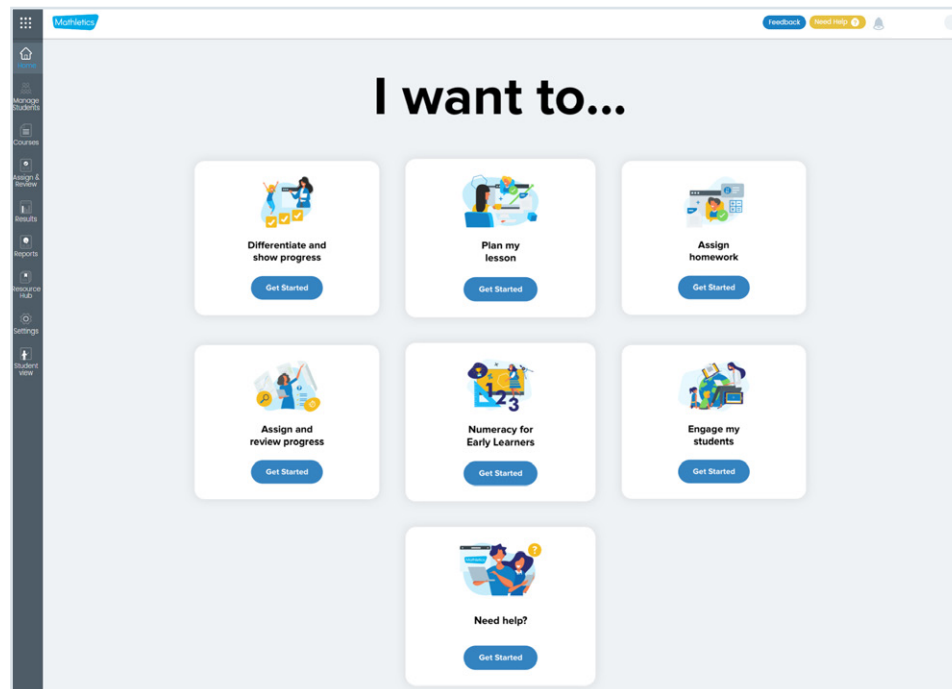 Mathletics
Feedback
Need Help ?
Home
Manage
Students
Courses
Assign &
Review
Results
Reports
Resource
Hub
Settings
Student
view
I want to...
Differentiate and
show progress
Get Started
Plan my
lesson
Get Started
Assign
homework
Get Started
Assign and
review progress
Get Started
123
Numeracy for
Early Learners
Get Started
Engage my
students
Get Started
Mathletics
?
Need help?
Get Started